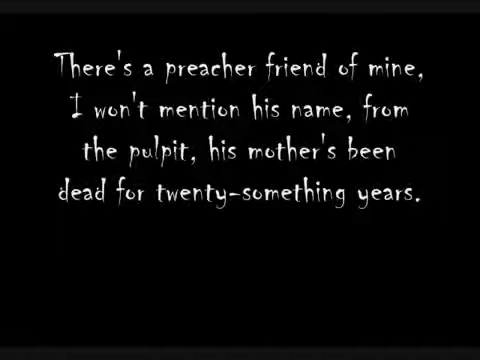 There's a preacher friend of mine,
I won't mention his name, from
the pulpit, his mother's been
dead for twenty-something years.